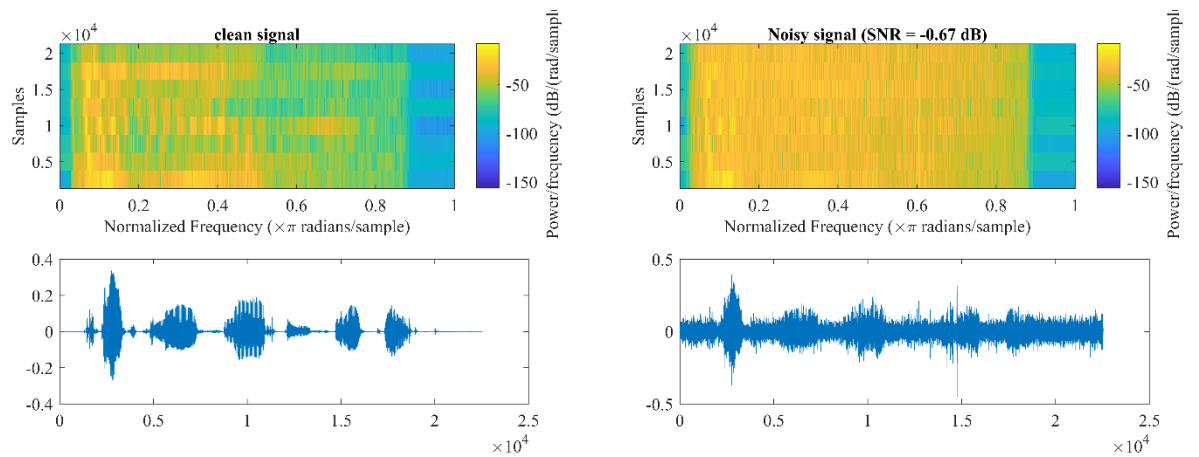 clean signal
×10⁴
2
1.5
1
0.5
Samples
0 0.2 0.4 0.6 0.8 1
Normalized Frequency (×π radians/sample)
-50
-100
-150
Power/frequency (dB/(rad/sample
Noisy signal (SNR = -0.67 dB)
×10⁴
2
1.5
1
0.5
Samples
0 0.2 0.4 0.6 0.8 1
Normalized Frequency (×π radians/sample)
-50
-100
-150
Power/frequency (dB/(rad/sample
0.4
0.2
0
-0.2
-0.4
0 0.5 1 1.5 2 2.5
×10⁴
0.5
0
-0.5
0 0.5 1 1.5 2 2.5
×10⁴